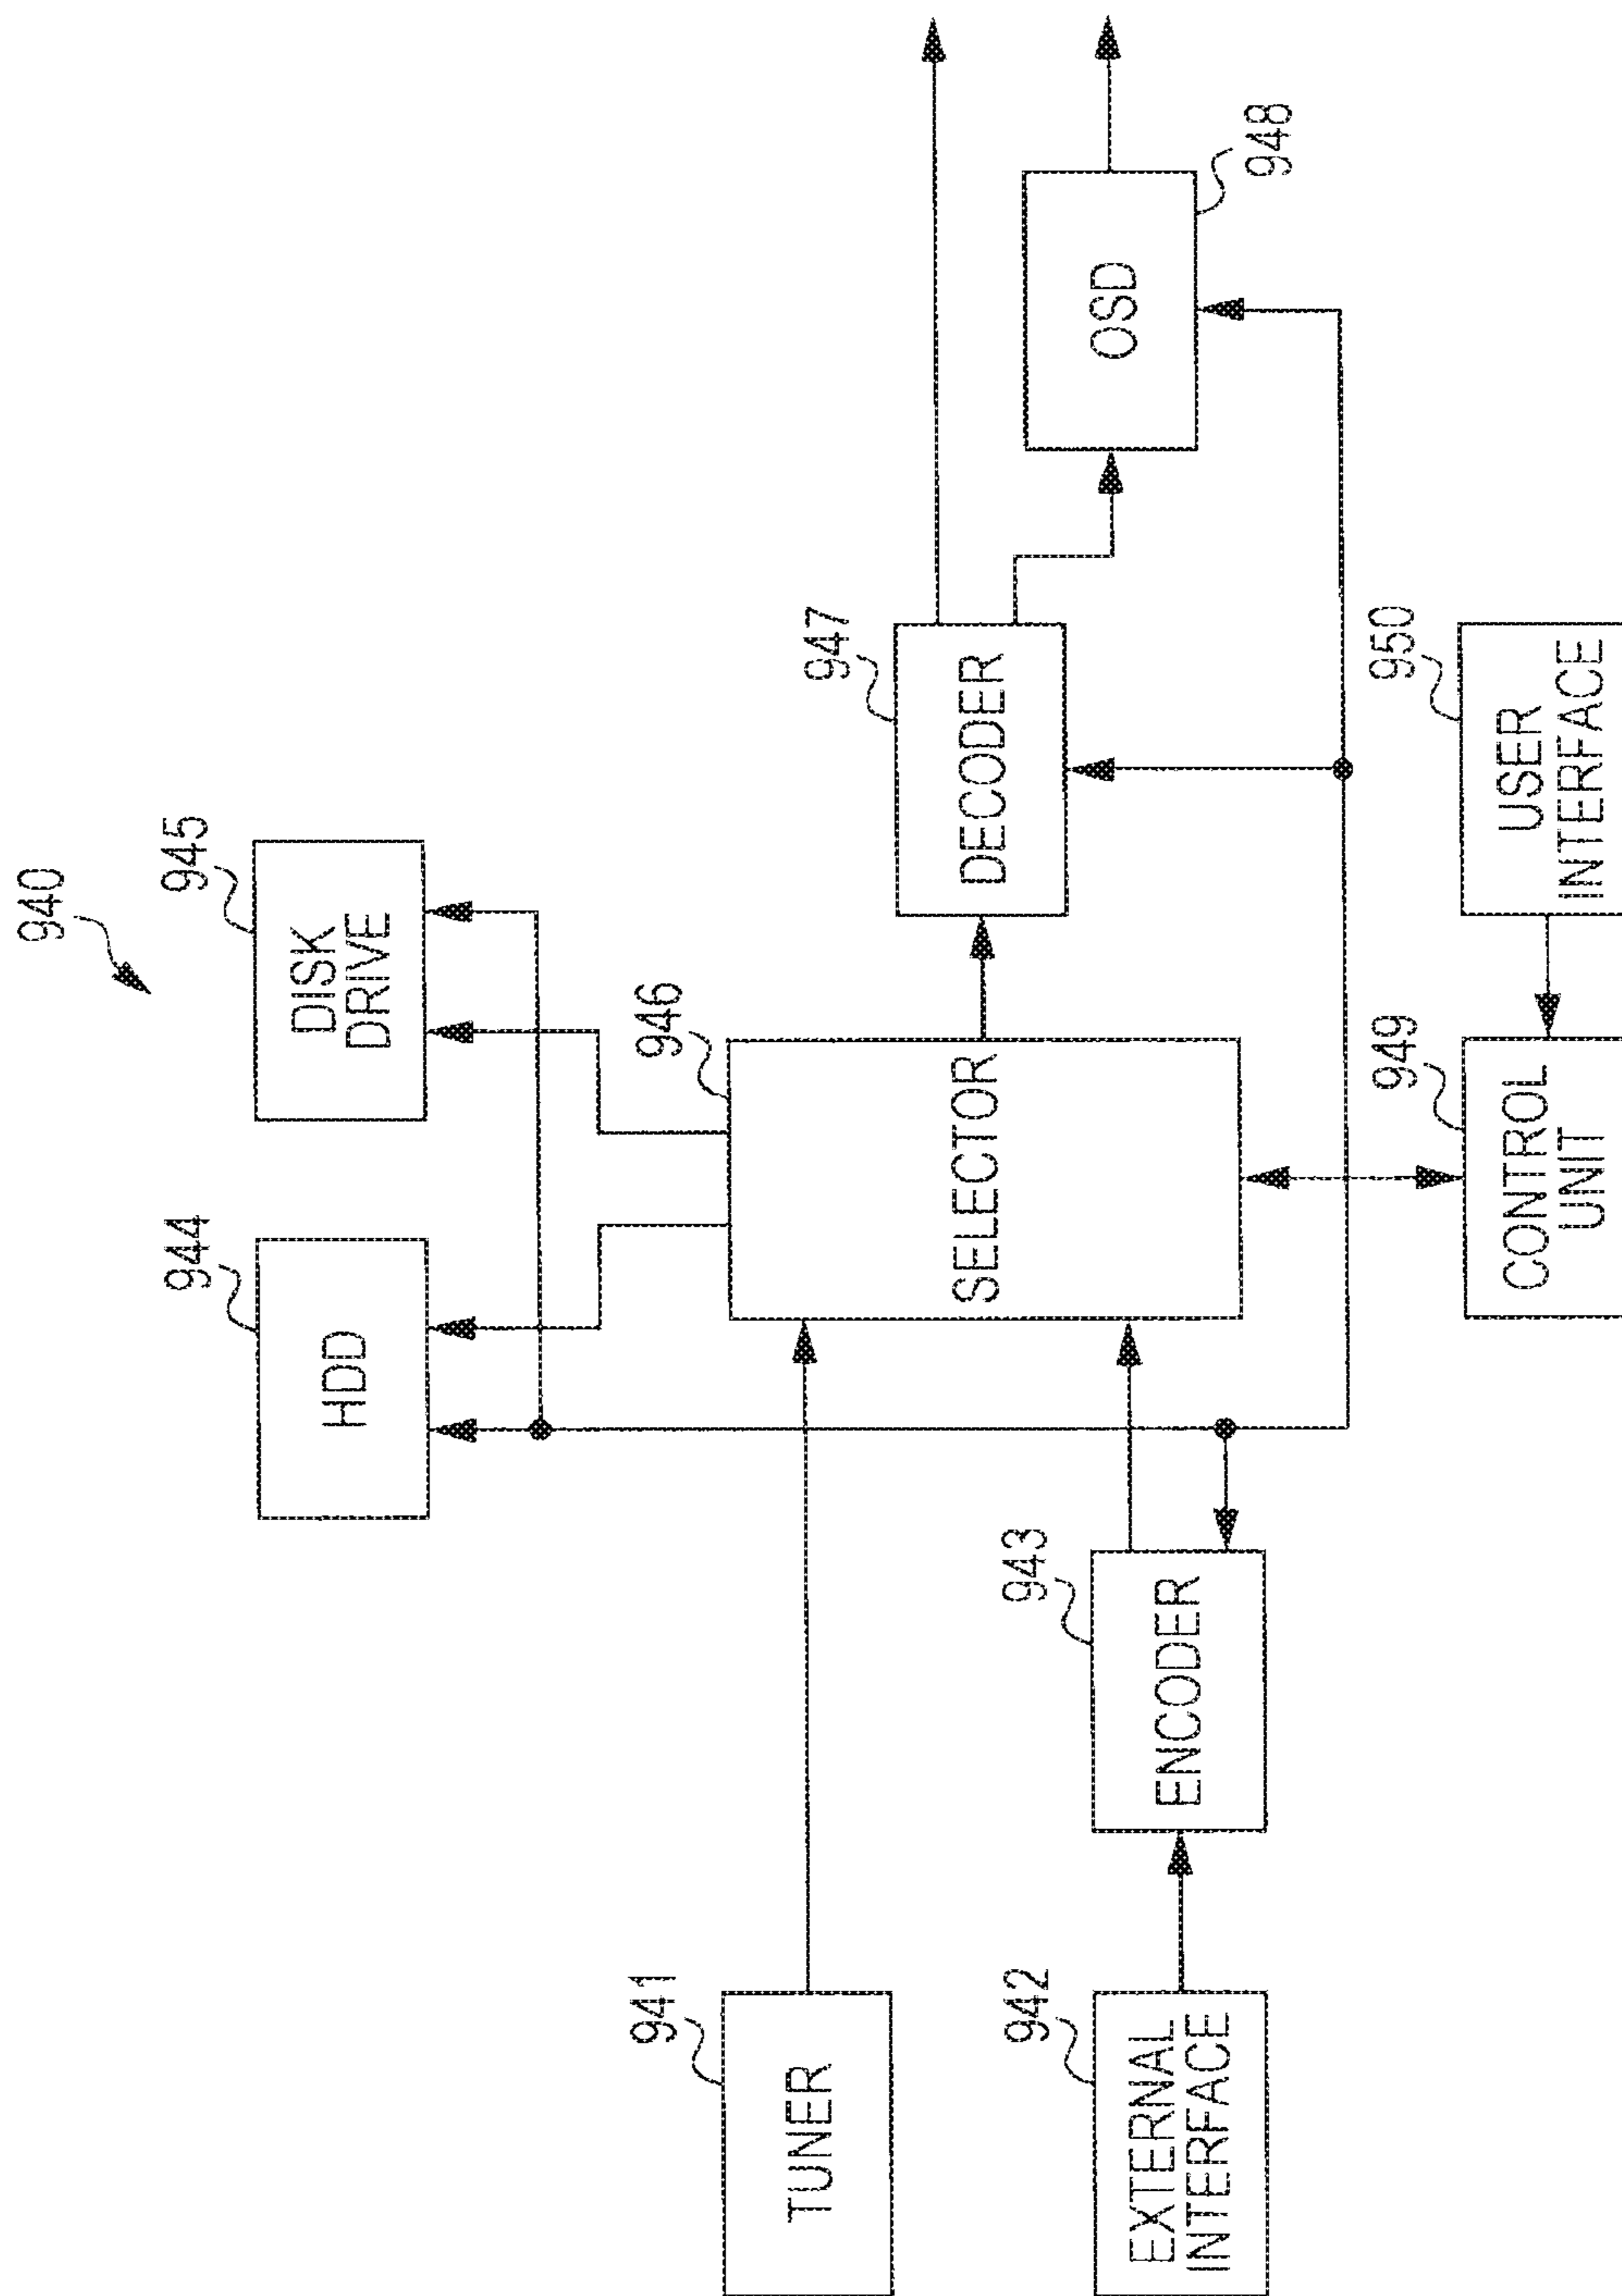 940
944
HDD
945
DISK
DRIVE
941
TUNER
946
SELECTOR
947
DECODER
942
EXTERNAL
INTERFACE
943
ENCODER
948
OSD
949
CONTROL
UNIT
950
USER
INTERFACE